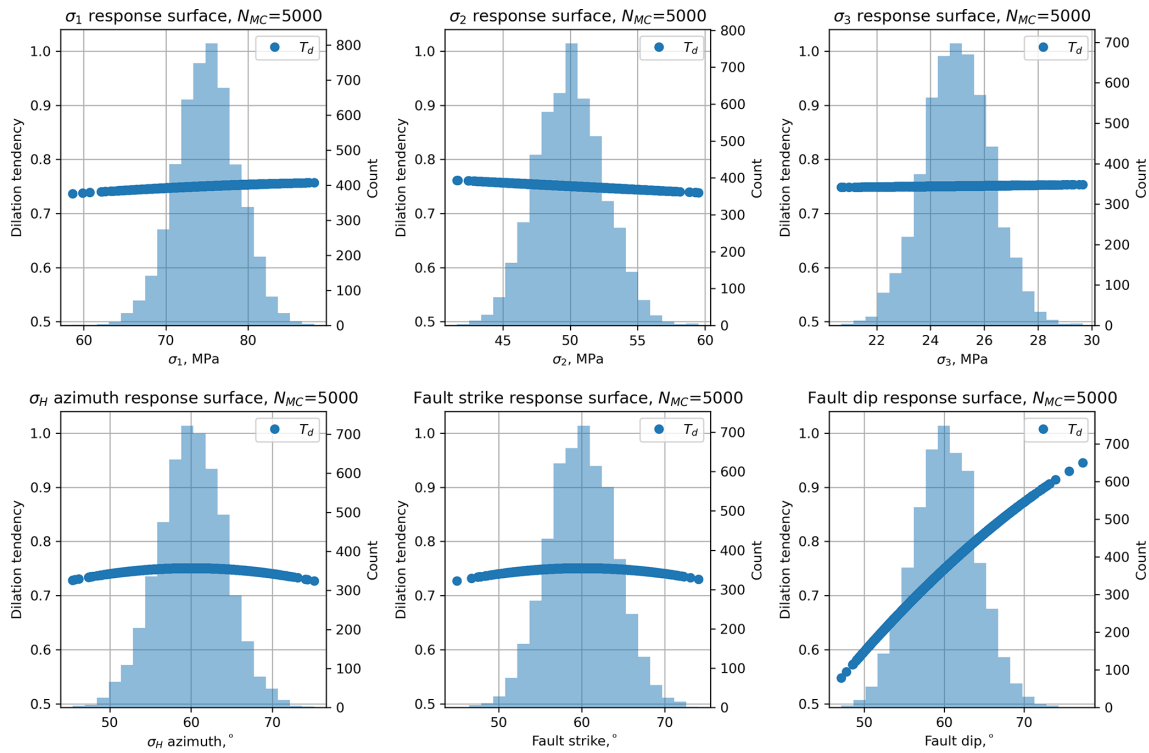 σ1 response surface, NMC=5000
Td
1.0
0.9
0.8
0.7
0.6
0.5
Dilation tendency
800
700
600
500
400
300
200
100
0
Count
60 70 80
σ1, MPa
σ2 response surface, NMC=5000
Td
1.0
0.9
0.8
0.7
0.6
0.5
Dilation tendency
800
700
600
500
400
300
200
100
0
Count
45 50 55 60
σ2, MPa
σ3 response surface, NMC=5000
Td
1.0
0.9
0.8
0.7
0.6
0.5
Dilation tendency
700
600
500
400
300
200
100
0
Count
22 24 26 28 30
σ3, MPa
σH azimuth response surface, NMC=5000
Td
1.0
0.9
0.8
0.7
0.6
0.5
Dilation tendency
700
600
500
400
300
200
100
0
Count
50 60 70
σH azimuth,°
Fault strike response surface, NMC=5000
Td
1.0
0.9
0.8
0.7
0.6
0.5
Dilation tendency
700
600
500
400
300
200
100
0
Count
50 60 70
Fault strike,°
Fault dip response surface, NMC=5000
Td
1.0
0.9
0.8
0.7
0.6
0.5
Dilation tendency
700
600
500
400
300
200
100
0
Count
50 60 70
Fault dip,°